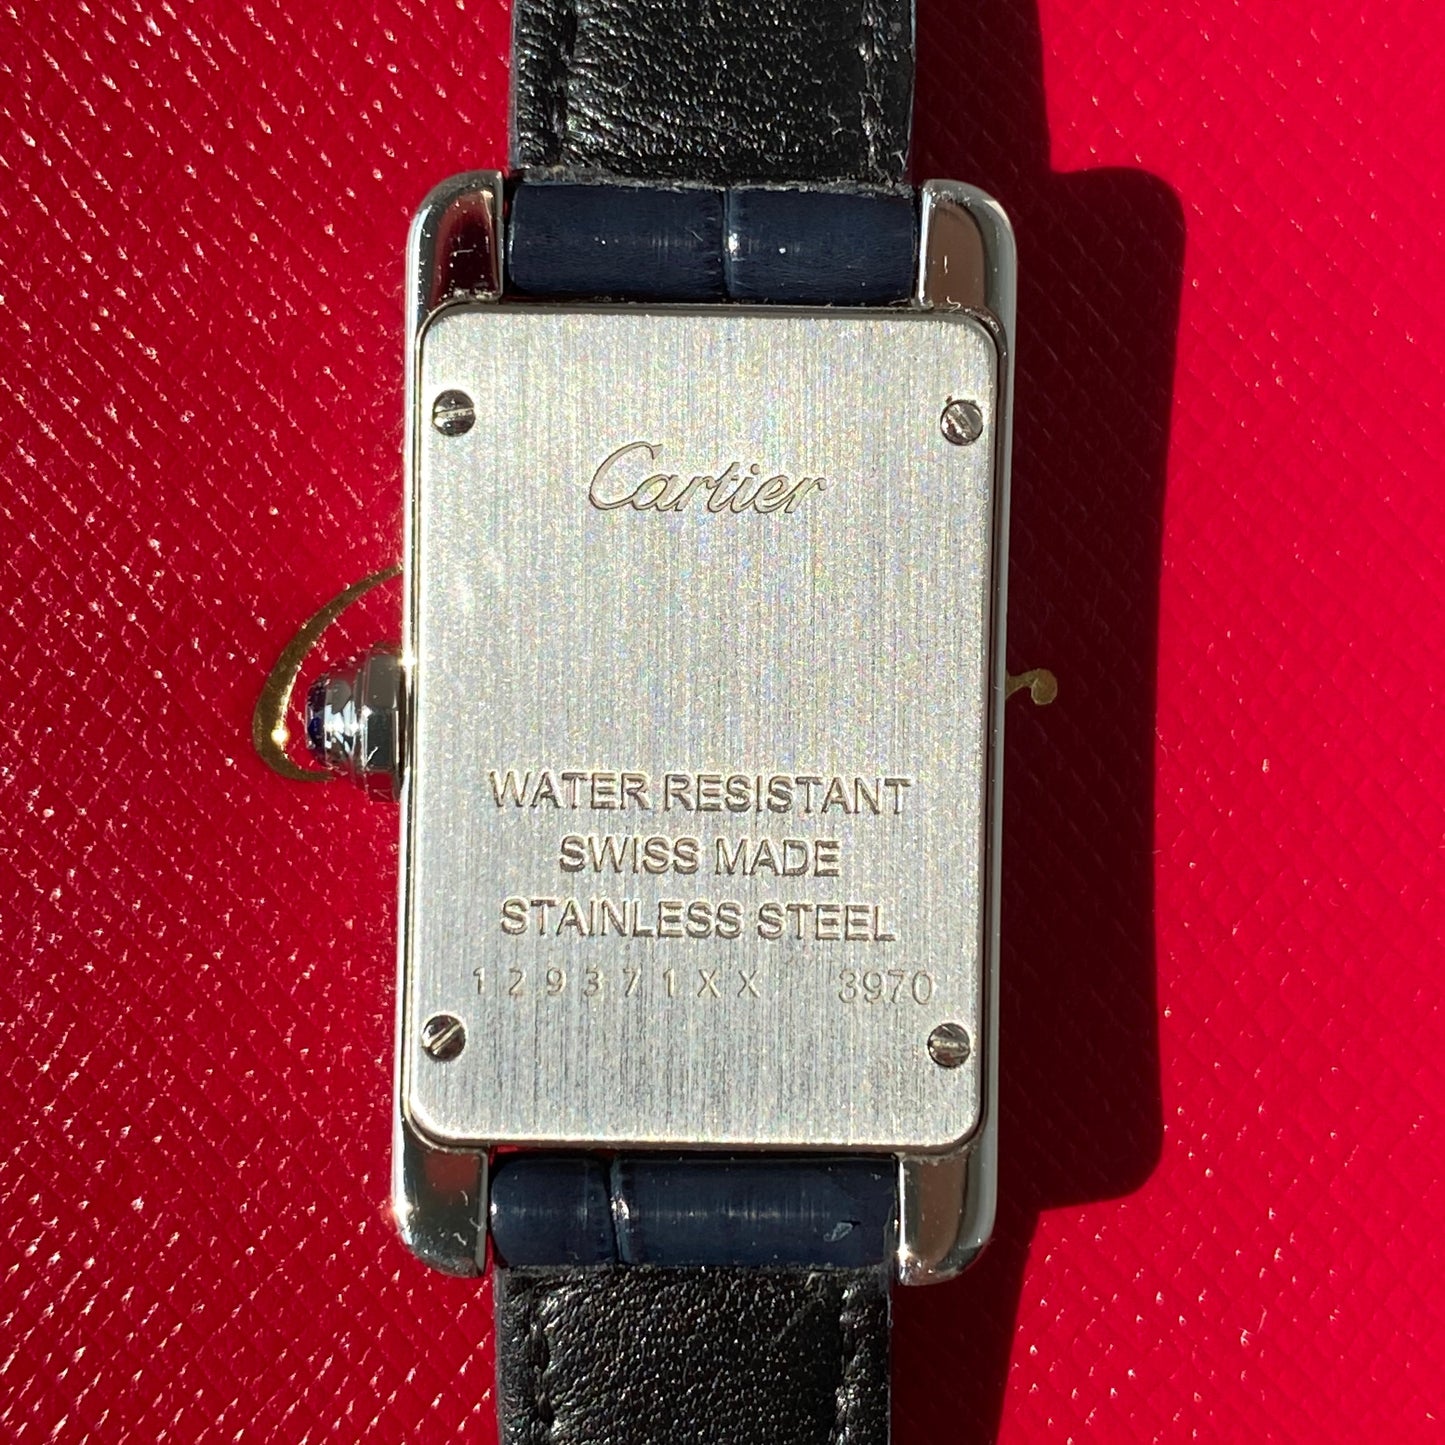 Cartier
WATER RESISTANT
SWISS MADE
STAINLESS STEEL
129371XX 3970